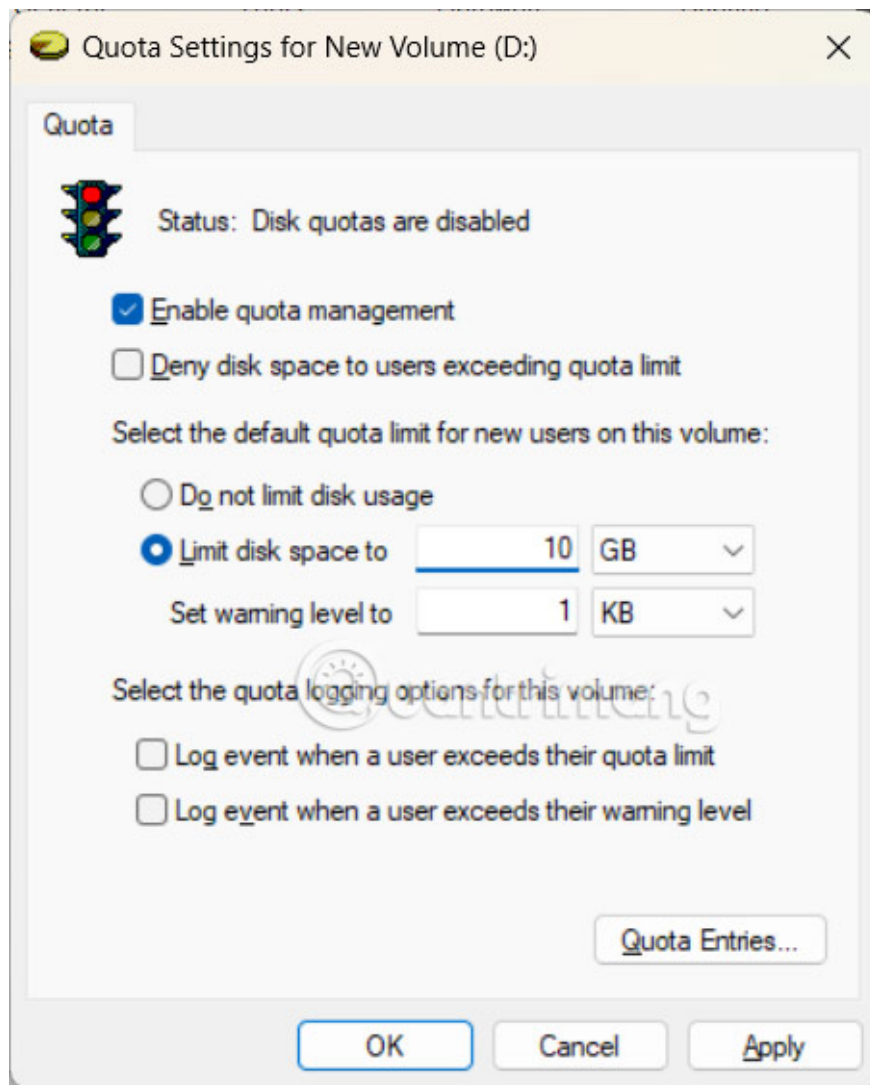 Quota Settings for New Volume (D:)
Quota
Status: Disk quotas are disabled
Enable quota management
Deny disk space to users exceeding quota limit
Select the default quota limit for new users on this volume:
Do not limit disk usage
Limit disk space to 10 GB
Set warning level to 1 KB
Select the quota logging options for this volume:
uantrimang
Log event when a user exceeds their quota limit
Log event when a user exceeds their warning level
Quota Entries...
OK Cancel Apply